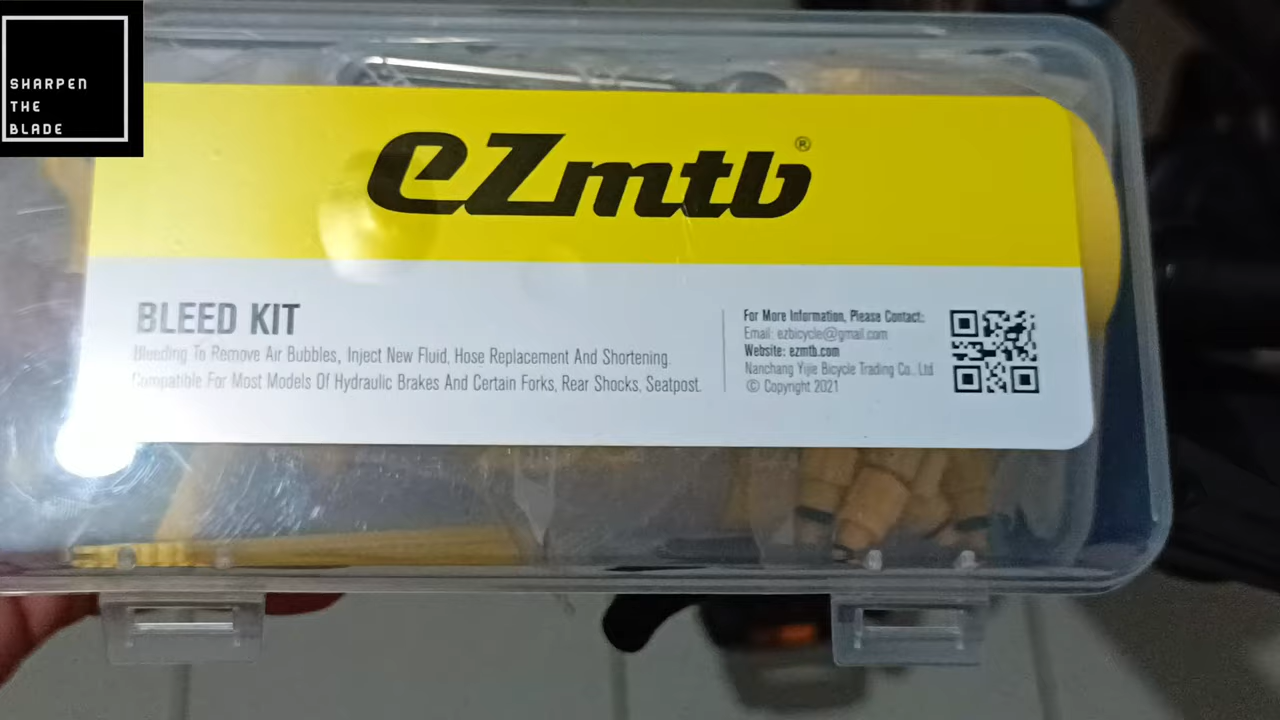 SHARPEN
THE
BLADE
eZmtb®
BLEED KIT
Bleeding To Remove Air Bubbles, Inject New Fluid, Hose Replacement And Shortening.
Compatible For Most Models Of Hydraulic Brakes And Certain Forks, Rear Shocks, Seatpost.
For More Information, Please Contact:
Email: ezbicycle@gmail.com
Website: ezmtb.com
Nanchang Yijie Bicycle Trading Co., Ltd
© Copyright 2021